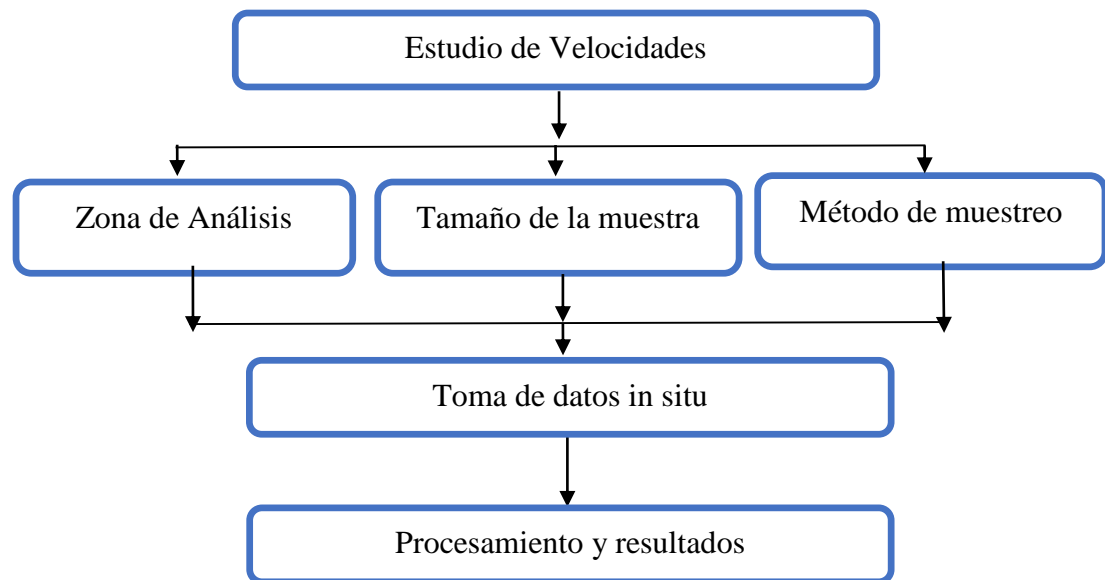 Estudio de Velocidades
Zona de Análisis
Tamaño de la muestra
Método de muestreo
Toma de datos in situ
Procesamiento y resultados